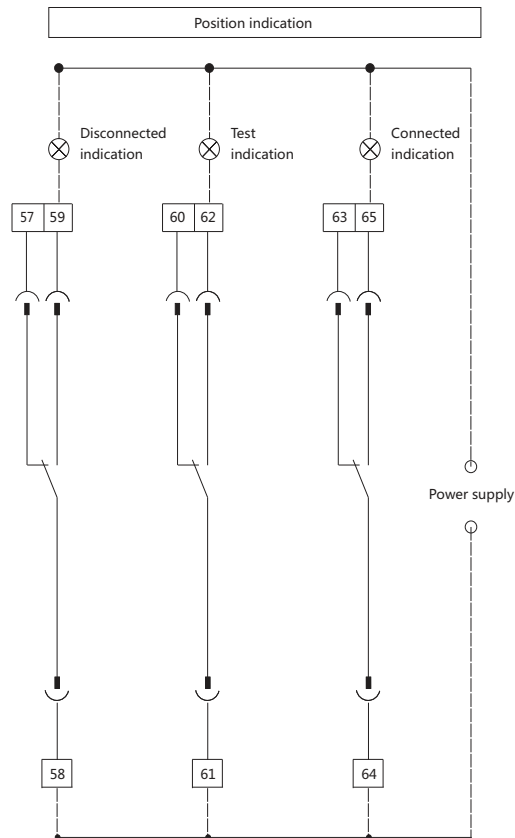 Position indication
Disconnected
indication
Test
indication
Connected
indication
57 59
60 62
63 65
Power supply
58
61
64